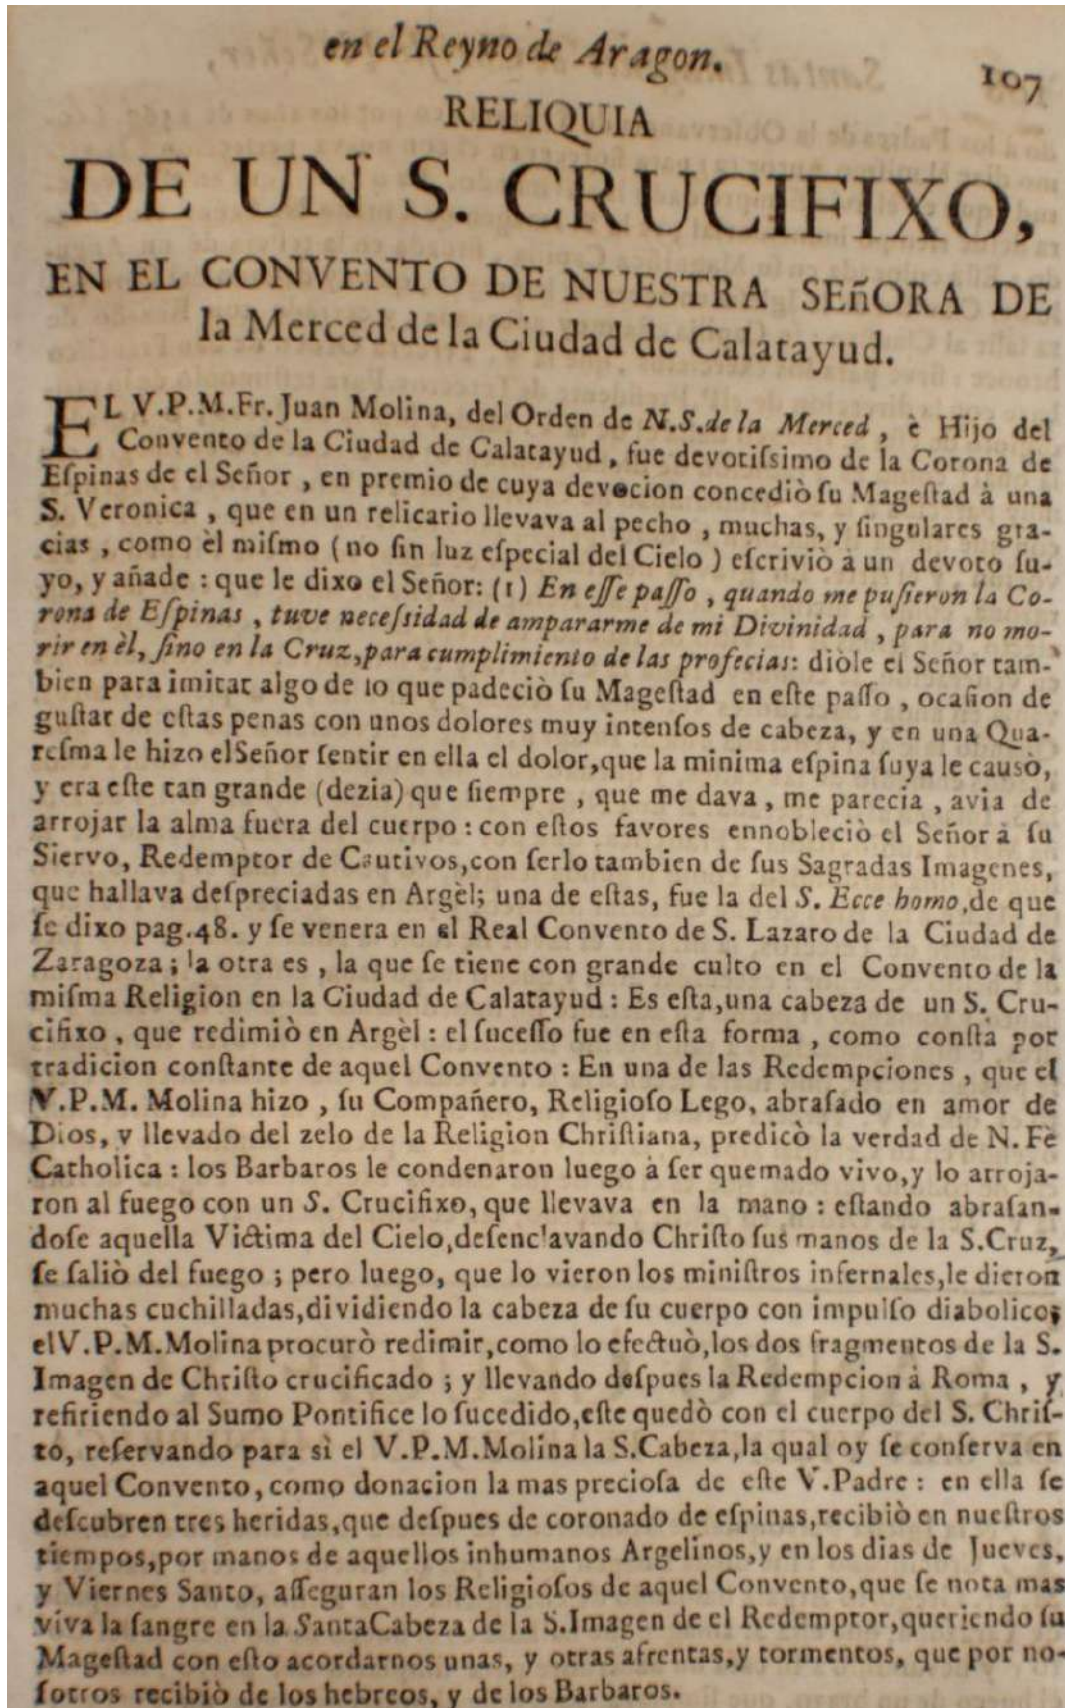 en el Reyno de Aragon.
107
RELIQUIA
DE UN S. CRUCIFIXO,
EN EL CONVENTO DE NUESTRA SEñORA DE
la Merced de la Ciudad de Calatayud.
EL V.P.M.Fr. Juan Molina, del Orden de N.S.de la Merced, è Hijo del
Convento de la Ciudad de Calatayud, fue devotiſsimo de la Corona de
Eſpinas de el Señor, en premio de cuya devocion concediò ſu Mageſtad à una
S. Veronica, que en un relicario llevava al pecho, muchas, y ſingulares gra-
cias, como èl miſmo (no ſin luz eſpecial del Cielo) eſcriviò à un devoto ſu-
yo, y añade: que le dixo el Señor: (1) En eſſe paſſo, quando me puſieron la Co-
rona de Eſpinas, tuve neceſsidad de ampararme de mi Divinidad, para no mo-
rir en èl, ſino en la Cruz, para cumplimiento de las profecias: diòle el Señor tam-
bien para imitar algo de lo que padeciò ſu Mageſtad en eſte paſſo, ocaſion de
guſtar de eſtas penas con unos dolores muy intenſos de cabeza, y en una Qua-
reſma le hizo el Señor ſentir en ella el dolor, que la minima eſpina ſuya le causò,
y era eſte tan grande (dezia) que ſiempre, que me dava, me parecia, avia de
arrojar la alma fuera del cuerpo: con eſtos favores ennobleciò el Señor à ſu
Siervo, Redemptor de Cautivos, con ſerlo tambien de ſus Sagradas Imagenes,
que hallava deſpreciadas en Argèl; una de eſtas, fue la del S. Ecce homo, de que
ſe dixo pag.48. y ſe venera en el Real Convento de S. Lazaro de la Ciudad de
Zaragoza; la otra es, la que ſe tiene con grande culto en el Convento de la
miſma Religion en la Ciudad de Calatayud: Es eſta, una cabeza de un S. Cru-
cifixo, que redimiò en Argèl: el ſuceſſo fue en eſta forma, como conſta por
tradicion conſtante de aquel Convento: En una de las Redempciones, que el
V.P.M. Molina hizo, ſu Compañero, Religioſo Lego, abraſado en amor de
Dios, y llevado del zelo de la Religion Chriſtiana, predicò la verdad de N. Fè
Catholica: los Barbaros le condenaron luego à ſer quemado vivo, y lo arroja-
ron al fuego con un S. Crucifixo, que llevava en la mano: eſtando abraſan-
doſe aquella Victima del Cielo, deſenclavando Chriſto ſus manos de la S.Cruz,
ſe ſaliò del fuego; pero luego, que lo vieron los miniſtros infernales, le dieron
muchas cuchilladas, dividiendo la cabeza de ſu cuerpo con impulſo diabolico;
el V.P.M.Molina procurò redimir, como lo efectuò, los dos fragmentos de la S.
Imagen de Chriſto crucificado; y llevando deſpues la Redempcion à Roma, y
refiriendo al Sumo Pontifice lo ſucedido, eſte quedò con el cuerpo del S. Chriſ-
to, reſervando para sì el V.P.M.Molina la S.Cabeza, la qual oy ſe conſerva en
aquel Convento, como donacion la mas precioſa de eſte V.Padre: en ella ſe
deſcubren tres heridas, que deſpues de coronado de eſpinas, recibiò en nueſtros
tiempos, por manos de aquellos inhumanos Argelinos, y en los dias de Jueves,
y Viernes Santo, aſſeguran los Religioſos de aquel Convento, que ſe nota mas
viva la ſangre en la Santa Cabeza de la S.Imagen de el Redemptor, queriendo ſu
Mageſtad con eſto acordarnos unas, y otras afrentas, y tormentos, que por no-
ſotros recibiò de los hebreos, y de los Barbaros.